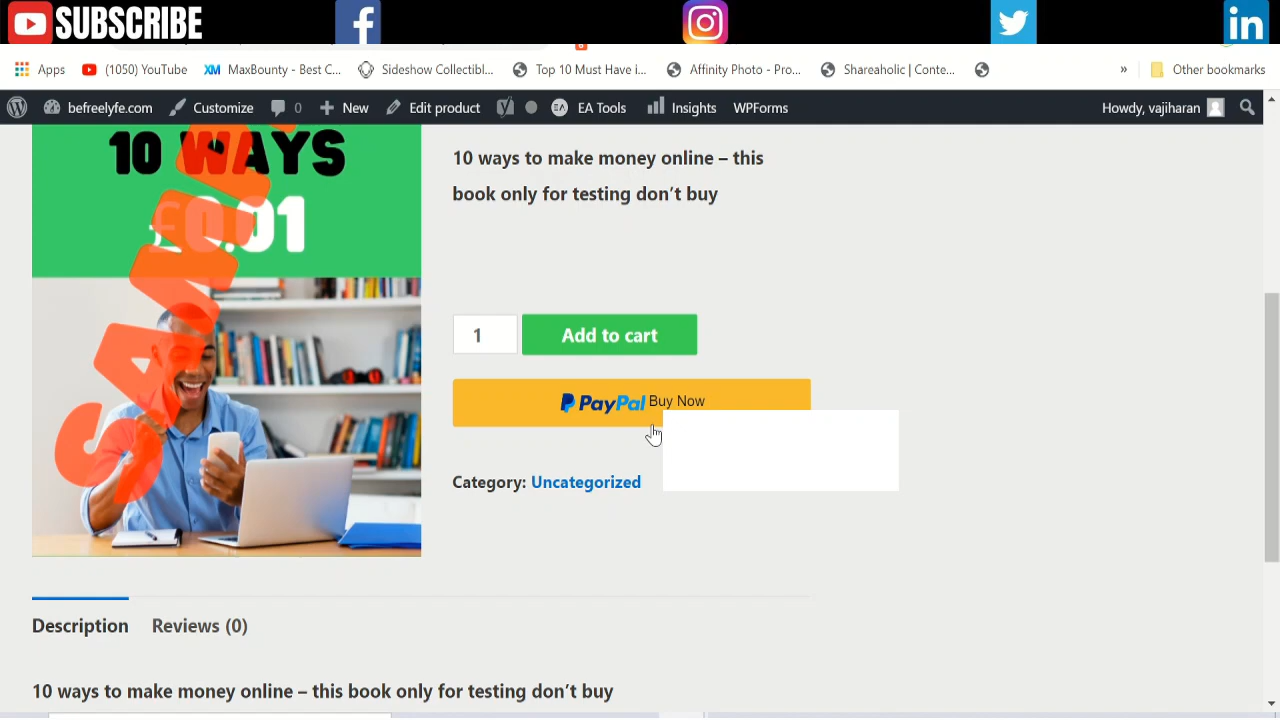 SUBSCRIBE
Apps (1050) YouTube MaxBounty - Best C... Sideshow Collectibl... Top 10 Must Have i... Affinity Photo - Pro... Shareaholic | Conte... » Other bookmarks
befreelyfe.com Customize 0 New Edit product EA Tools Insights WPForms Howdy, vajiharan
10 WAYS
£0.01
SAMPLE
10 ways to make money online – this
book only for testing don’t buy
1 Add to cart
PayPal Buy Now
Category: Uncategorized
Description Reviews (0)
10 ways to make money online – this book only for testing don’t buy